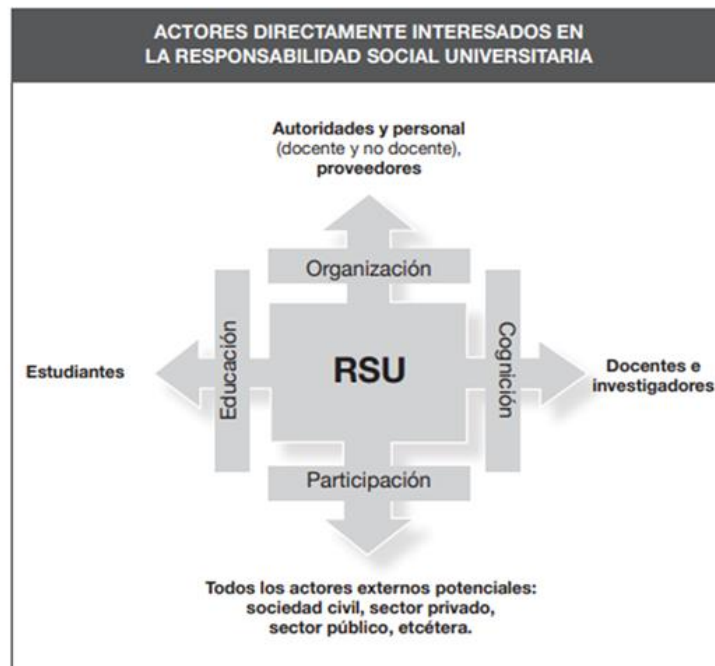 ACTORES DIRECTAMENTE INTERESADOS EN
LA RESPONSABILIDAD SOCIAL UNIVERSITARIA
Autoridades y personal
(docente y no docente),
proveedores
Organización
Educación
Cognición
Estudiantes
RSU
Docentes e
investigadores
Participación
Todos los actores externos potenciales:
sociedad civil, sector privado,
sector público, etcétera.